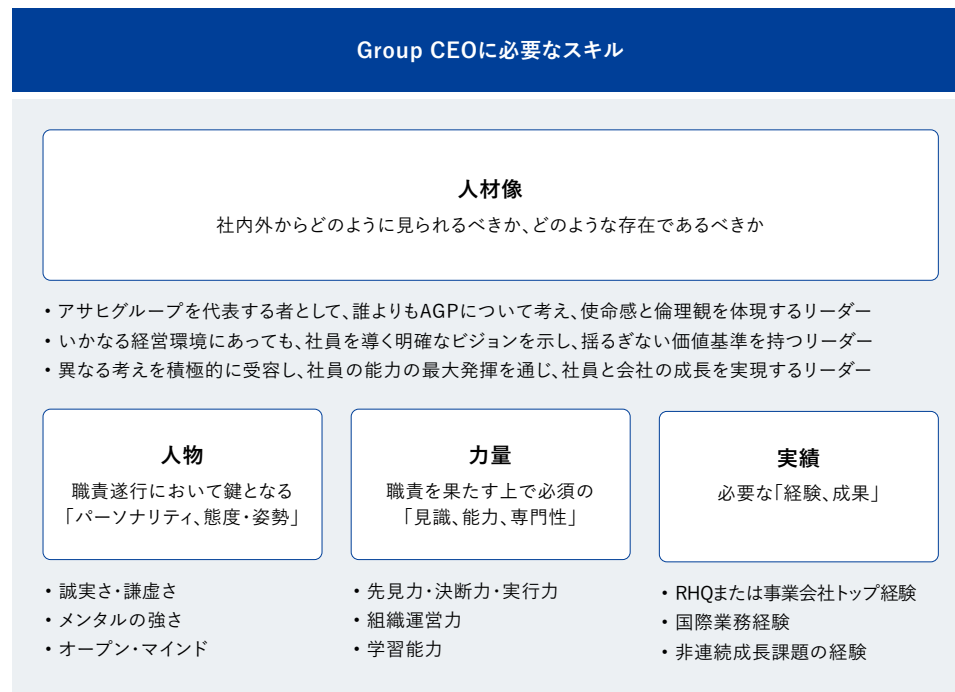 Group CEOに必要なスキル
人材像
社内外からどのように見られるべきか、どのような存在であるべきか
・アサヒグループを代表する者として、誰よりもAGPについて考え、使命感と倫理観を体現するリーダー
・いかなる経営環境にあっても、社員を導く明確なビジョンを示し、揺るぎない価値基準を持つリーダー
・異なる考えを積極的に受容し、社員の能力の最大発揮を通じ、社員と会社の成長を実現するリーダー
人物
職責遂行において鍵となる
「パーソナリティ、態度・姿勢」
・誠実さ・謙虚さ
・メンタルの強さ
・オープン・マインド
力量
職責を果たす上で必須の
「見識、能力、専門性」
・先見力・決断力・実行力
・組織運営力
・学習能力
実績
必要な「経験、成果」
・RHQまたは事業会社トップ経験
・国際業務経験
・非連続成長課題の経験